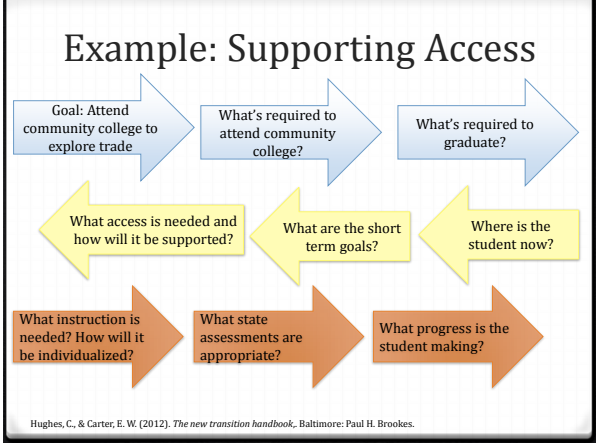 Example: Supporting Access
Goal: Attend
community college to
explore trade
What's required to
attend community
college?
What's required to
graduate?
What access is needed and
how will it be supported?
What are the short
term goals?
Where is the
student now?
What instruction is
needed? How will it
be individualized?
What state
assessments are
appropriate?
What progress is the
student making?
Hughes, C., & Carter, E. W. (2012). The new transition handbook,. Baltimore: Paul H. Brookes.